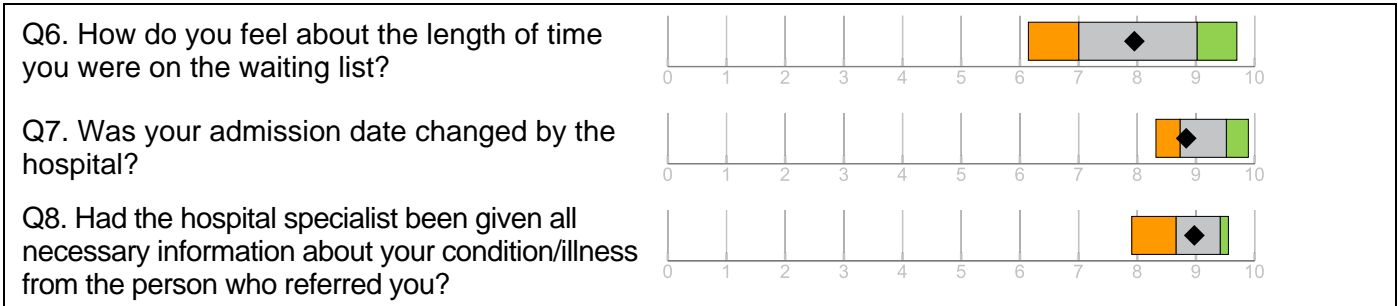 Q6. How do you feel about the length of time
you were on the waiting list?
0 1 2 3 4 5 6 7 8 9 10
Q7. Was your admission date changed by the
hospital?
0 1 2 3 4 5 6 7 8 9 10
Q8. Had the hospital specialist been given all
necessary information about your condition/illness
from the person who referred you?
0 1 2 3 4 5 6 7 8 9 10